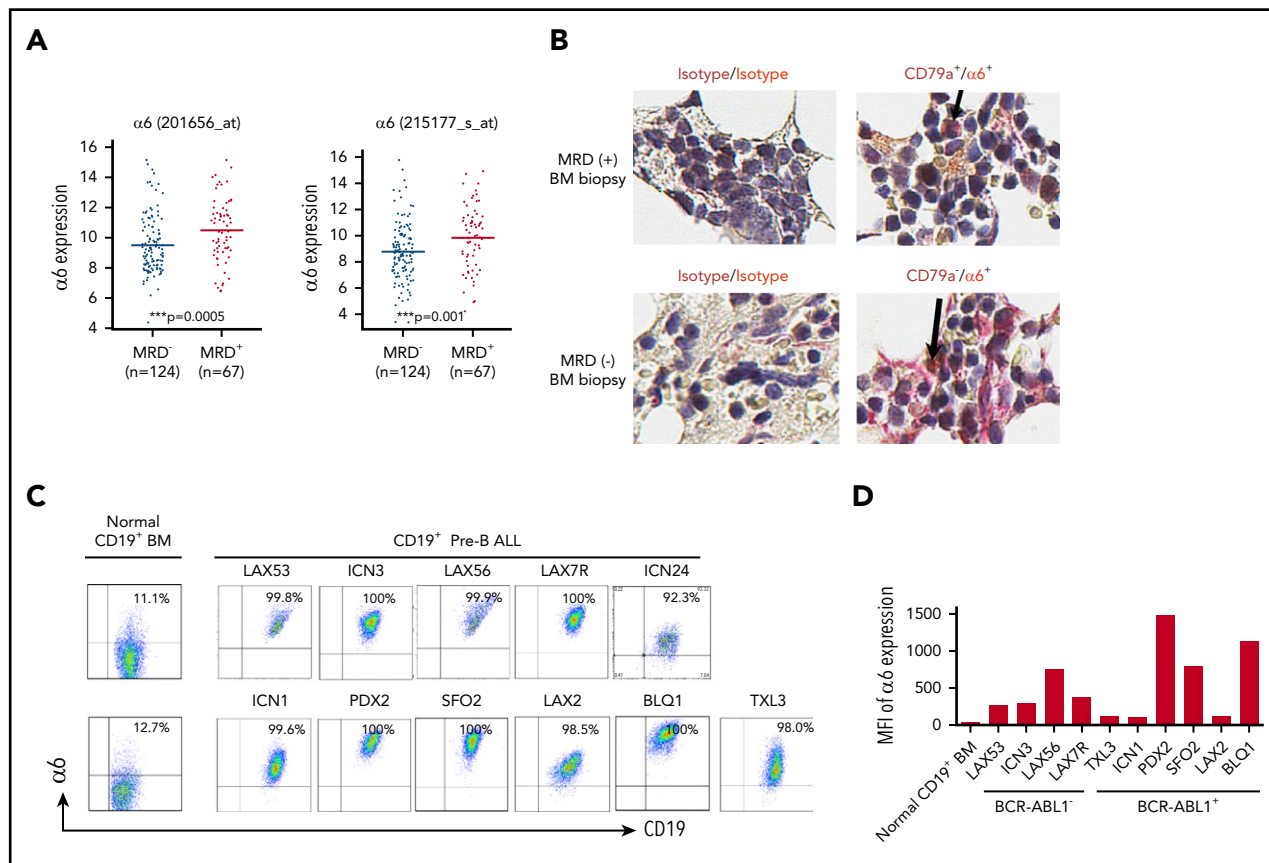 A
α6 (201656_at)
α6 expression
16
14
12
10
8
6
4
***p=0.0005
MRD⁻
(n=124)
MRD⁺
(n=67)
α6 (215177_s_at)
α6 expression
16
14
12
10
8
6
4
***p=0.001
MRD⁻
(n=124)
MRD⁺
(n=67)
B
Isotype/Isotype
CD79a⁺/α6⁺
MRD (+)
BM biopsy
Isotype/Isotype
CD79a⁻/α6⁺
MRD (-)
BM biopsy
C
Normal
CD19⁺ BM
CD19⁺ Pre-B ALL
LAX53
ICN3
LAX56
LAX7R
ICN24
11.1%
99.8%
100%
99.9%
100%
92.3%
ICN1
PDX2
SFO2
LAX2
BLQ1
TXL3
12.7%
99.6%
100%
100%
98.5%
100%
98.0%
α6
CD19
D
MFI of α6 expression
1500
1000
500
0
Normal CD19⁺ BM
LAX53
ICN3
LAX56
LAX7R
TXL3
ICN1
PDX2
SFO2
LAX2
BLQ1
BCR-ABL1⁻
BCR-ABL1⁺